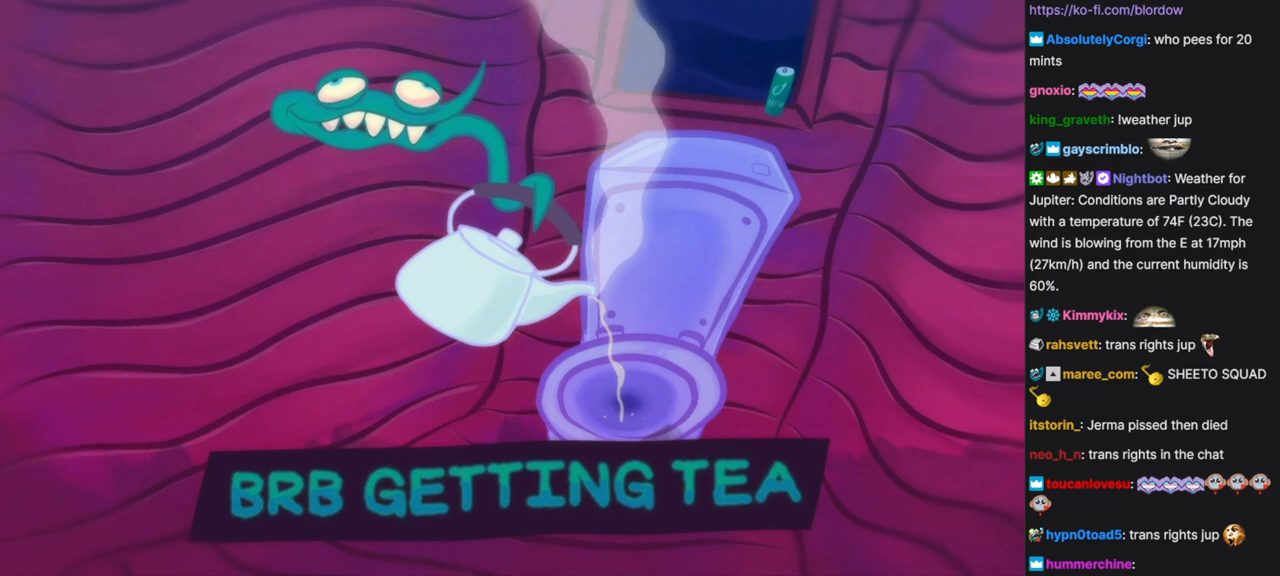 BRB GETTING TEA
https://ko-fi.com/blordow
AbsolutelyCorgi: who pees for 20
mints
gnoxio:
king_graveth: !weather jup
gayscrimblo:
Nightbot: Weather for
Jupiter: Conditions are Partly Cloudy
with a temperature of 74F (23C). The
wind is blowing from the E at 17mph
(27km/h) and the current humidity is
60%.
Kimmykix:
rahsvett: trans rights jup
maree_com: SHEETO SQUAD
itstorin_: Jerma pissed then died
neo_h_n: trans rights in the chat
toucanlovesu:
hypn0toad5: trans rights jup
hummerchine: